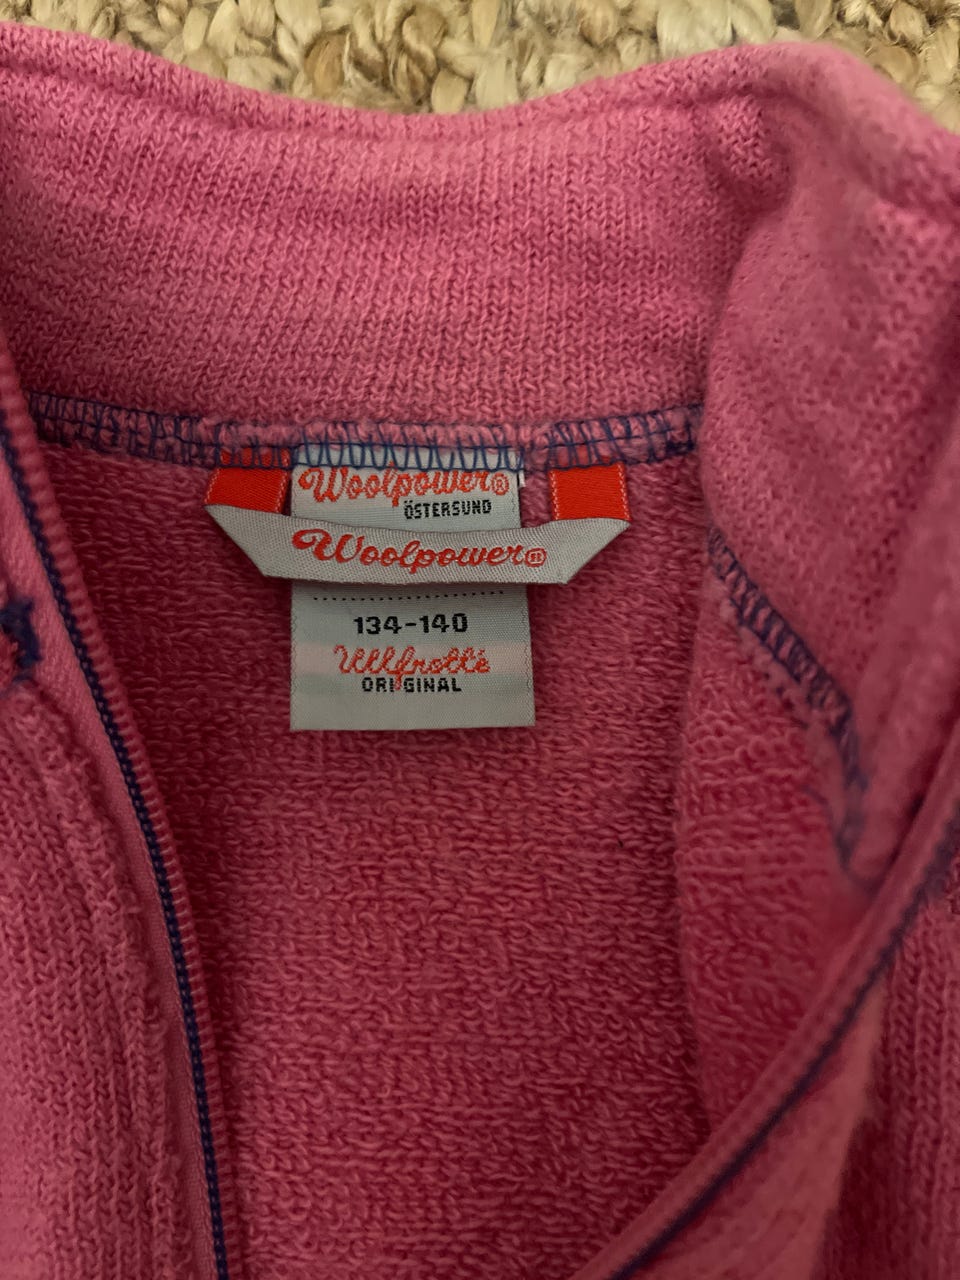 Woolpower®
ÖSTERSUND
Woolpower®
134-140
Ullfrotté
ORIGINAL